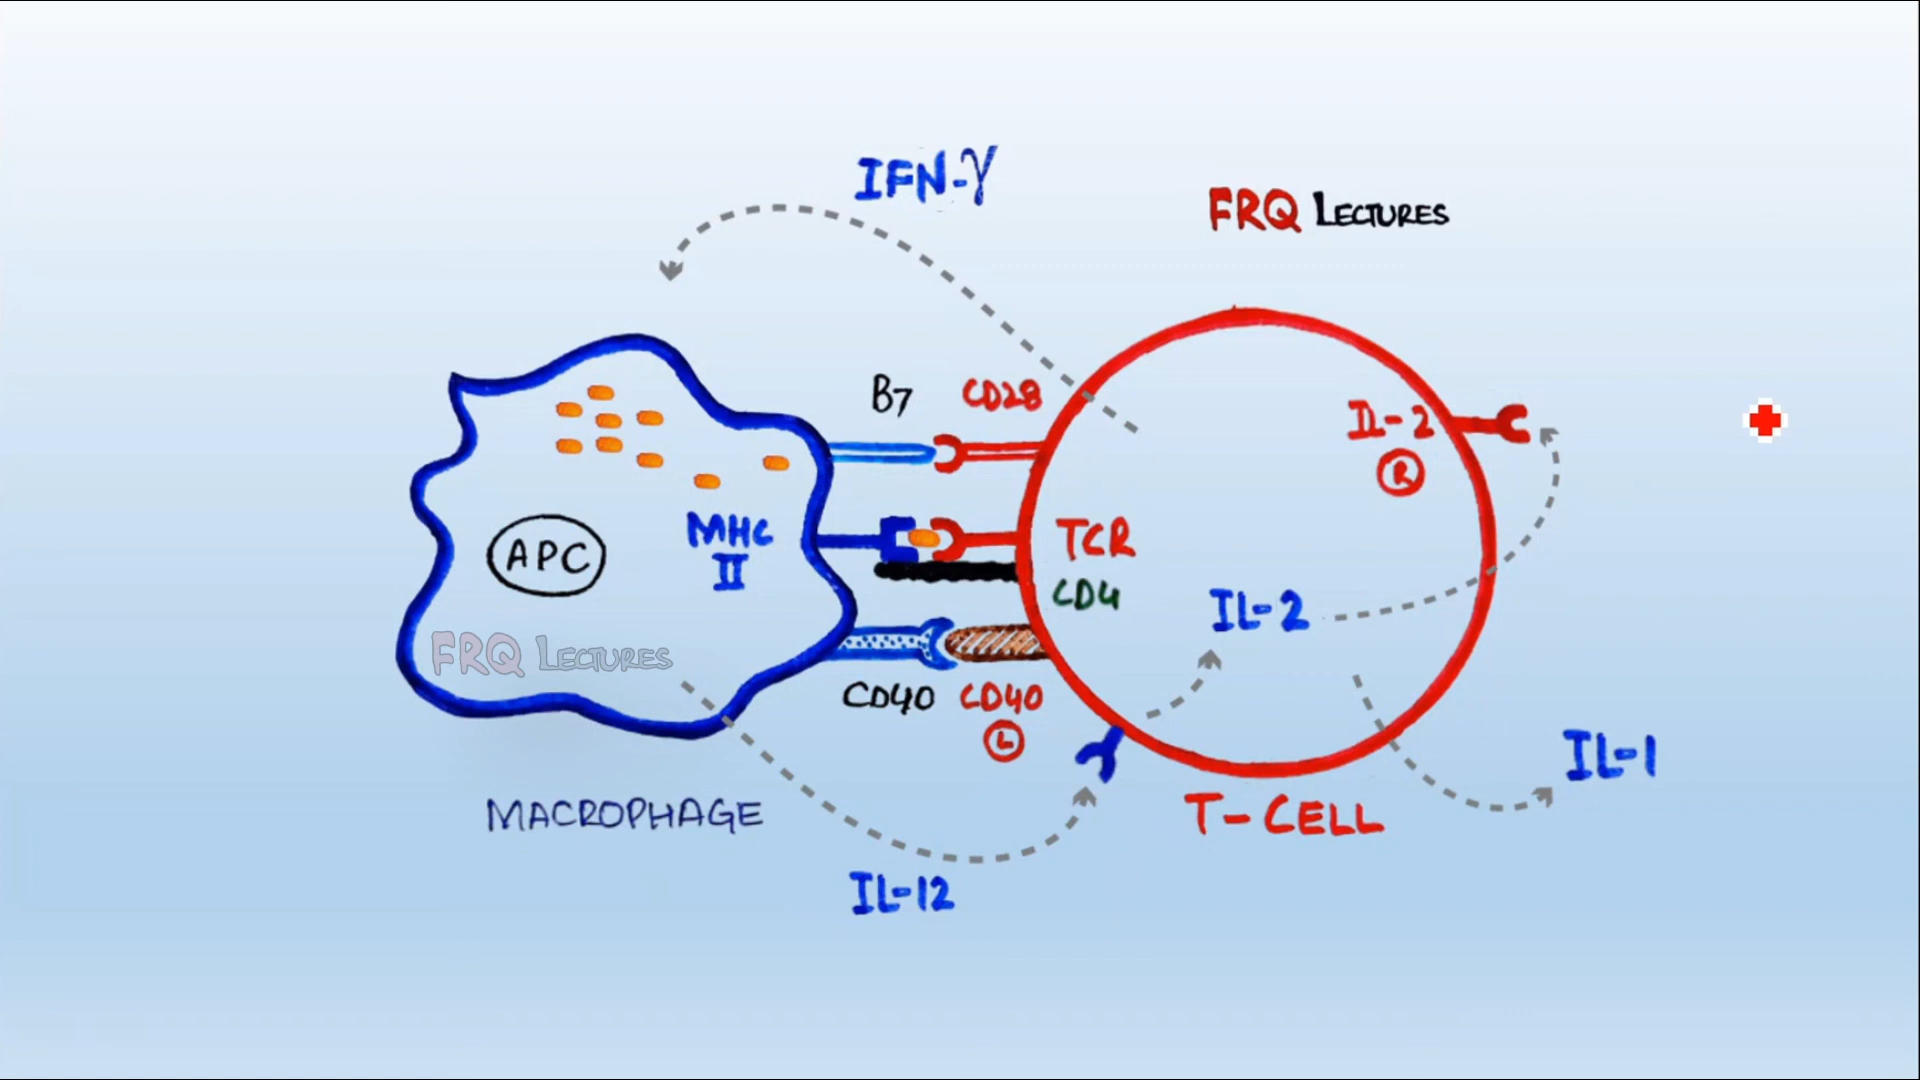 IFN-γ
FRQ LECTURES
B7 CD28
IL-2
R
MHC
II
APC
TCR
CD4
IL-2
FRQ LECTURES
CD40 CD40
L
IL-1
MACROPHAGE
T-CELL
IL-12